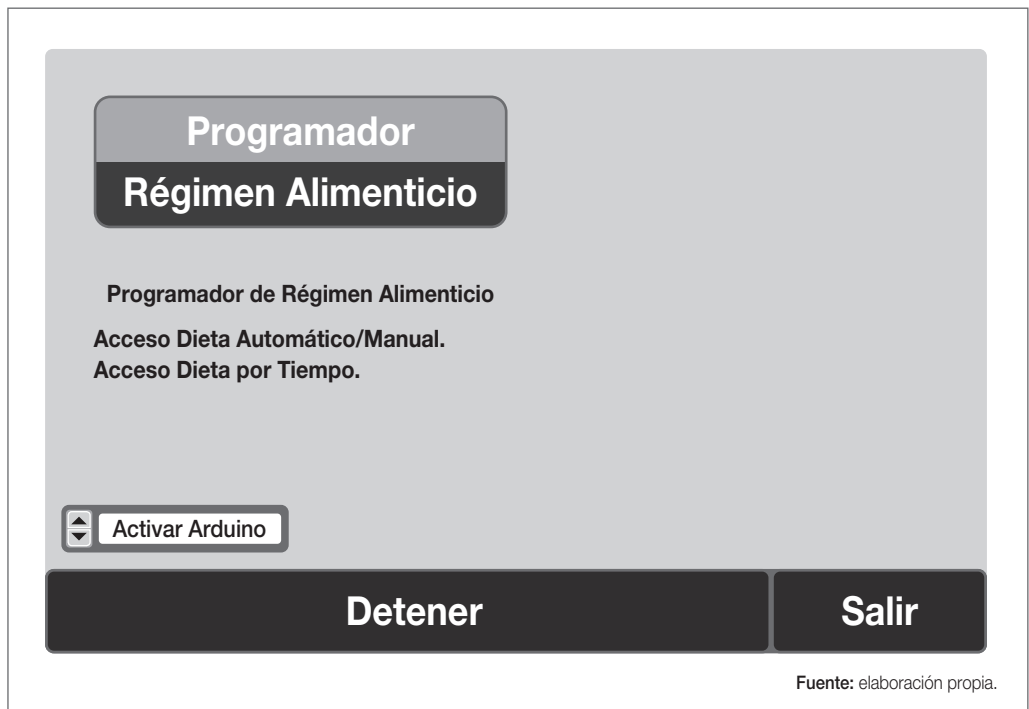 Programador
Régimen Alimenticio
Programador de Régimen Alimenticio
Acceso Dieta Automático/Manual.
Acceso Dieta por Tiempo.
Activar Arduino
Detener
Salir
Fuente: elaboración propia.